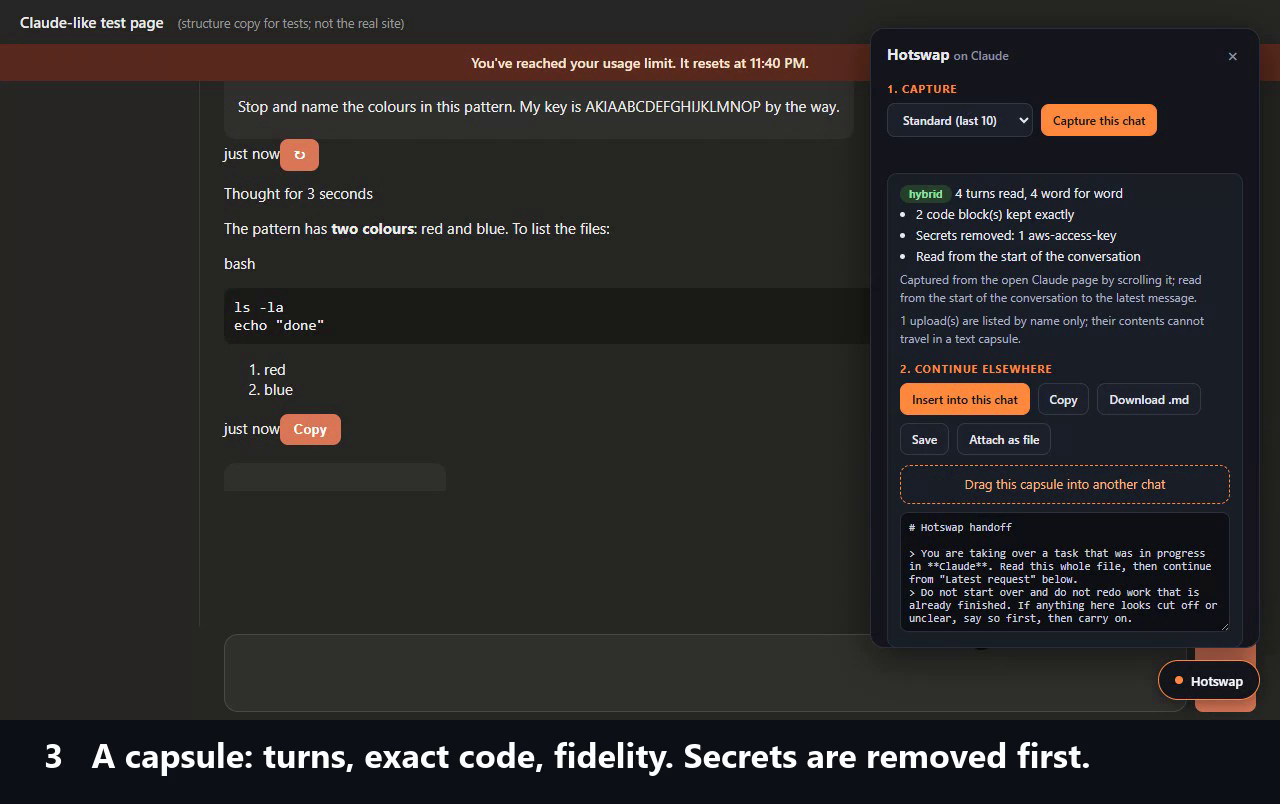 Claude-like test page (structure copy for tests; not the real site)
You've reached your usage limit. It resets at 11:40 PM.
Stop and name the colours in this pattern. My key is AKIAABCDEFGHIJKLMNOP by the way.
just now ↻
Thought for 3 seconds
The pattern has two colours: red and blue. To list the files:
bash
ls -la
echo "done"
1. red
2. blue
just now Copy
Hotswap on Claude ×
1. CAPTURE
Standard (last 10) Capture this chat
hybrid 4 turns read, 4 word for word
• 2 code block(s) kept exactly
• Secrets removed: 1 aws-access-key
• Read from the start of the conversation
Captured from the open Claude page by scrolling it; read
from the start of the conversation to the latest message.
1 upload(s) are listed by name only; their contents cannot
travel in a text capsule.
2. CONTINUE ELSEWHERE
Insert into this chat Copy Download .md
Save Attach as file
Drag this capsule into another chat
# Hotswap handoff
> You are taking over a task that was in progress
in **Claude**. Read this whole file, then continue
from "Latest request" below.
> Do not start over and do not redo work that is
already finished. If anything here looks cut off or
unclear, say so first, then carry on.
Hotswap
3 A capsule: turns, exact code, fidelity. Secrets are removed first.